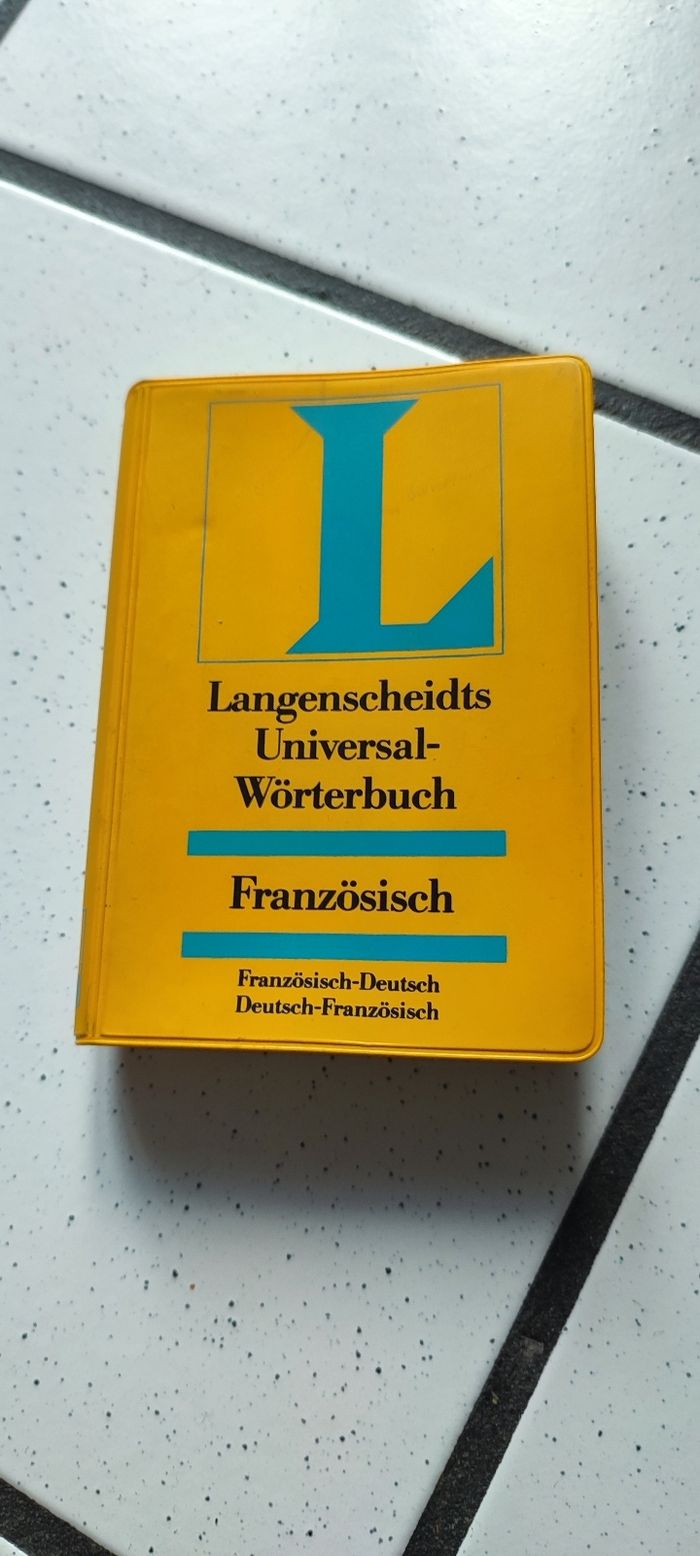 L
Langenscheidts
Universal-
Wörterbuch
Französisch
Französisch-Deutsch
Deutsch-Französisch